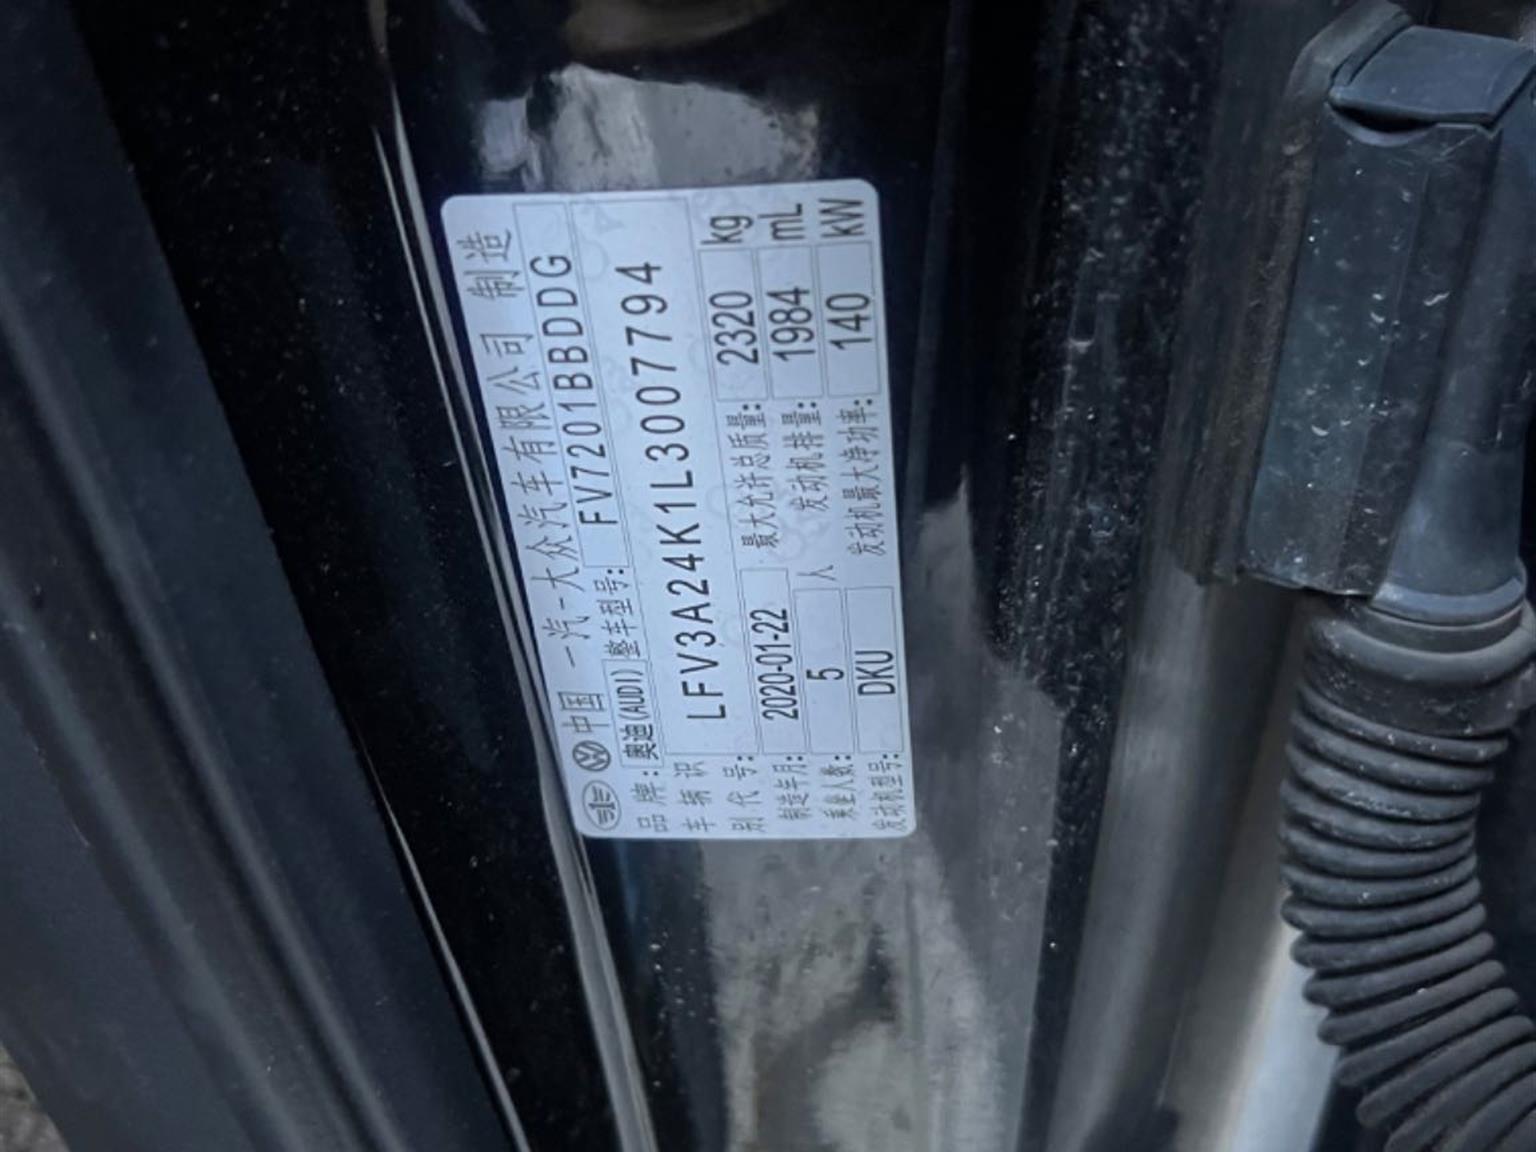 中国 一汽-大众汽车有限公司 制造
品牌: 奥迪(AUDI) 整车型号: FV7201BBDDG
车辆识别代号: LFV3A24K1L3007794
制造年月: 2020-01-22 最大允许总质量: 2320 kg
乘坐人数: 5 人 发动机排量: 1984 mL
发动机型号: DKU 发动机最大净功率: 140 kW